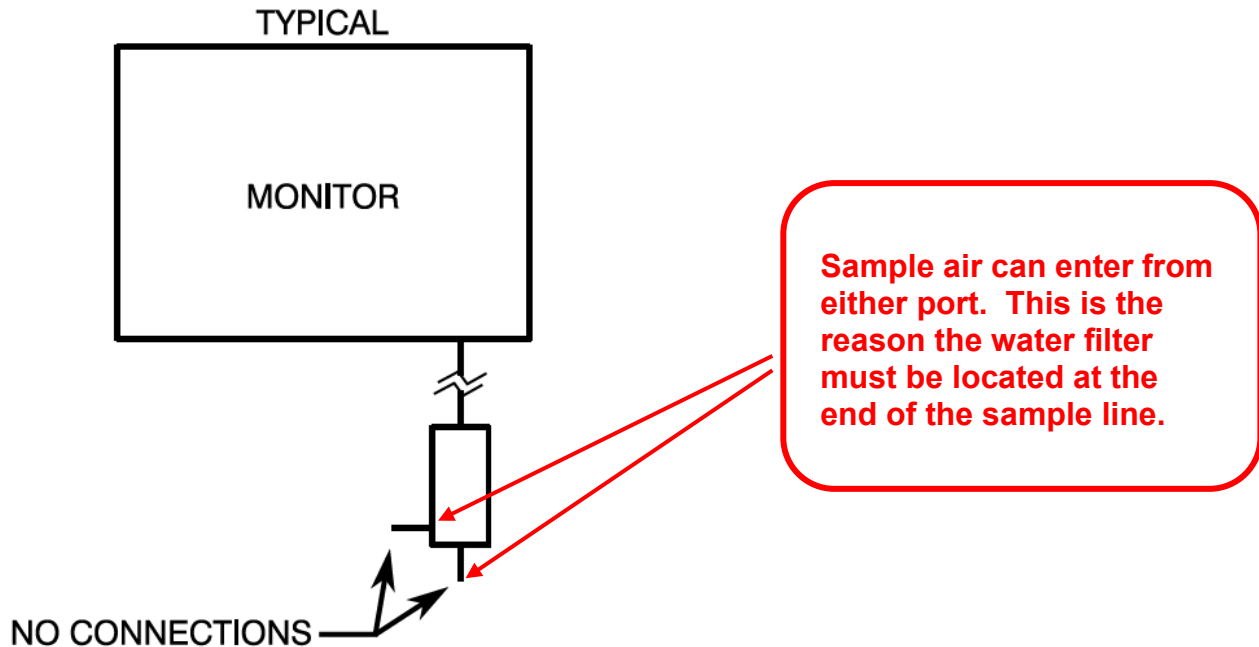 TYPICAL
MONITOR
Sample air can enter from
either port.  This is the
reason the water filter
must be located at the
end of the sample line.
NO CONNECTIONS